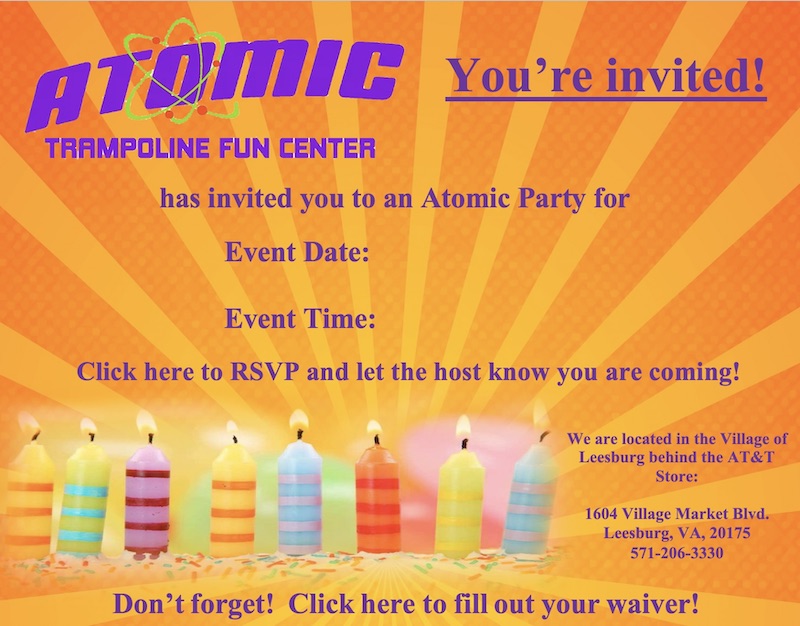 ATOMIC
TRAMPOLINE FUN CENTER
You're invited!
has invited you to an Atomic Party for
Event Date:
Event Time:
Click here to RSVP and let the host know you are coming!
We are located in the Village of
Leesburg behind the AT&T
Store:
1604 Village Market Blvd.
Leesburg, VA, 20175
571-206-3330
Don't forget!  Click here to fill out your waiver!